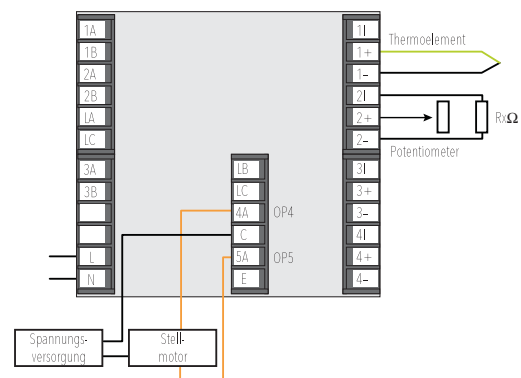 1A
1B
2A
2B
LA
LC
3A
3B
L
N
LB
LC
4A
OP4
C
5A
OP5
E
1I
1+
1–
2I
2+
2–
3I
3+
3–
4I
4+
4–
Thermoelement
RxΩ
Potentiometer
Spannungs-
versorgung
Stell-
motor